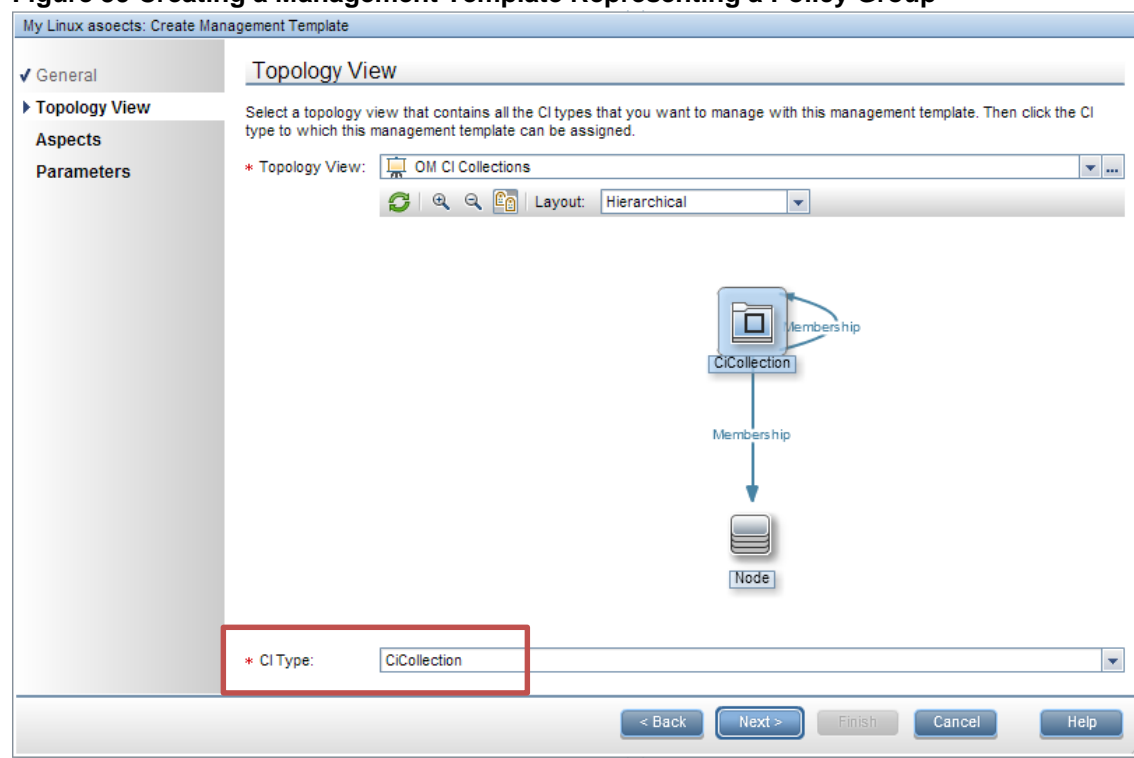 My Linux asoects: Create Management Template
General
Topology View
Aspects
Parameters
Topology View
Select a topology view that contains all the CI types that you want to manage with this management template. Then click the CI
type to which this management template can be assigned.
* Topology View: OM CI Collections
Layout: Hierarchical
Membership
CiCollection
Membership
Node
* CI Type: CiCollection
< Back Next > Finish Cancel Help